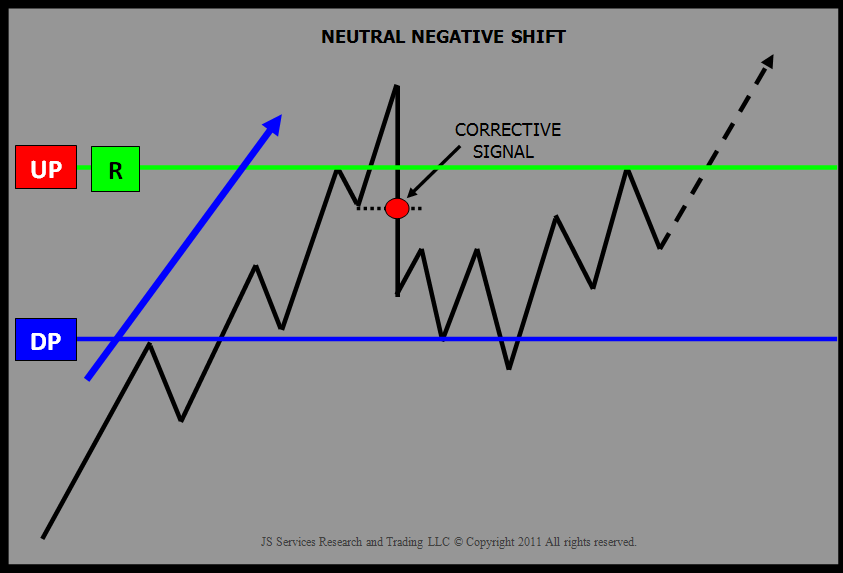 NEUTRAL NEGATIVE SHIFT
CORRECTIVE
SIGNAL
UP
R
DP
JS Services Research and Trading LLC © Copyright 2011 All rights reserved.